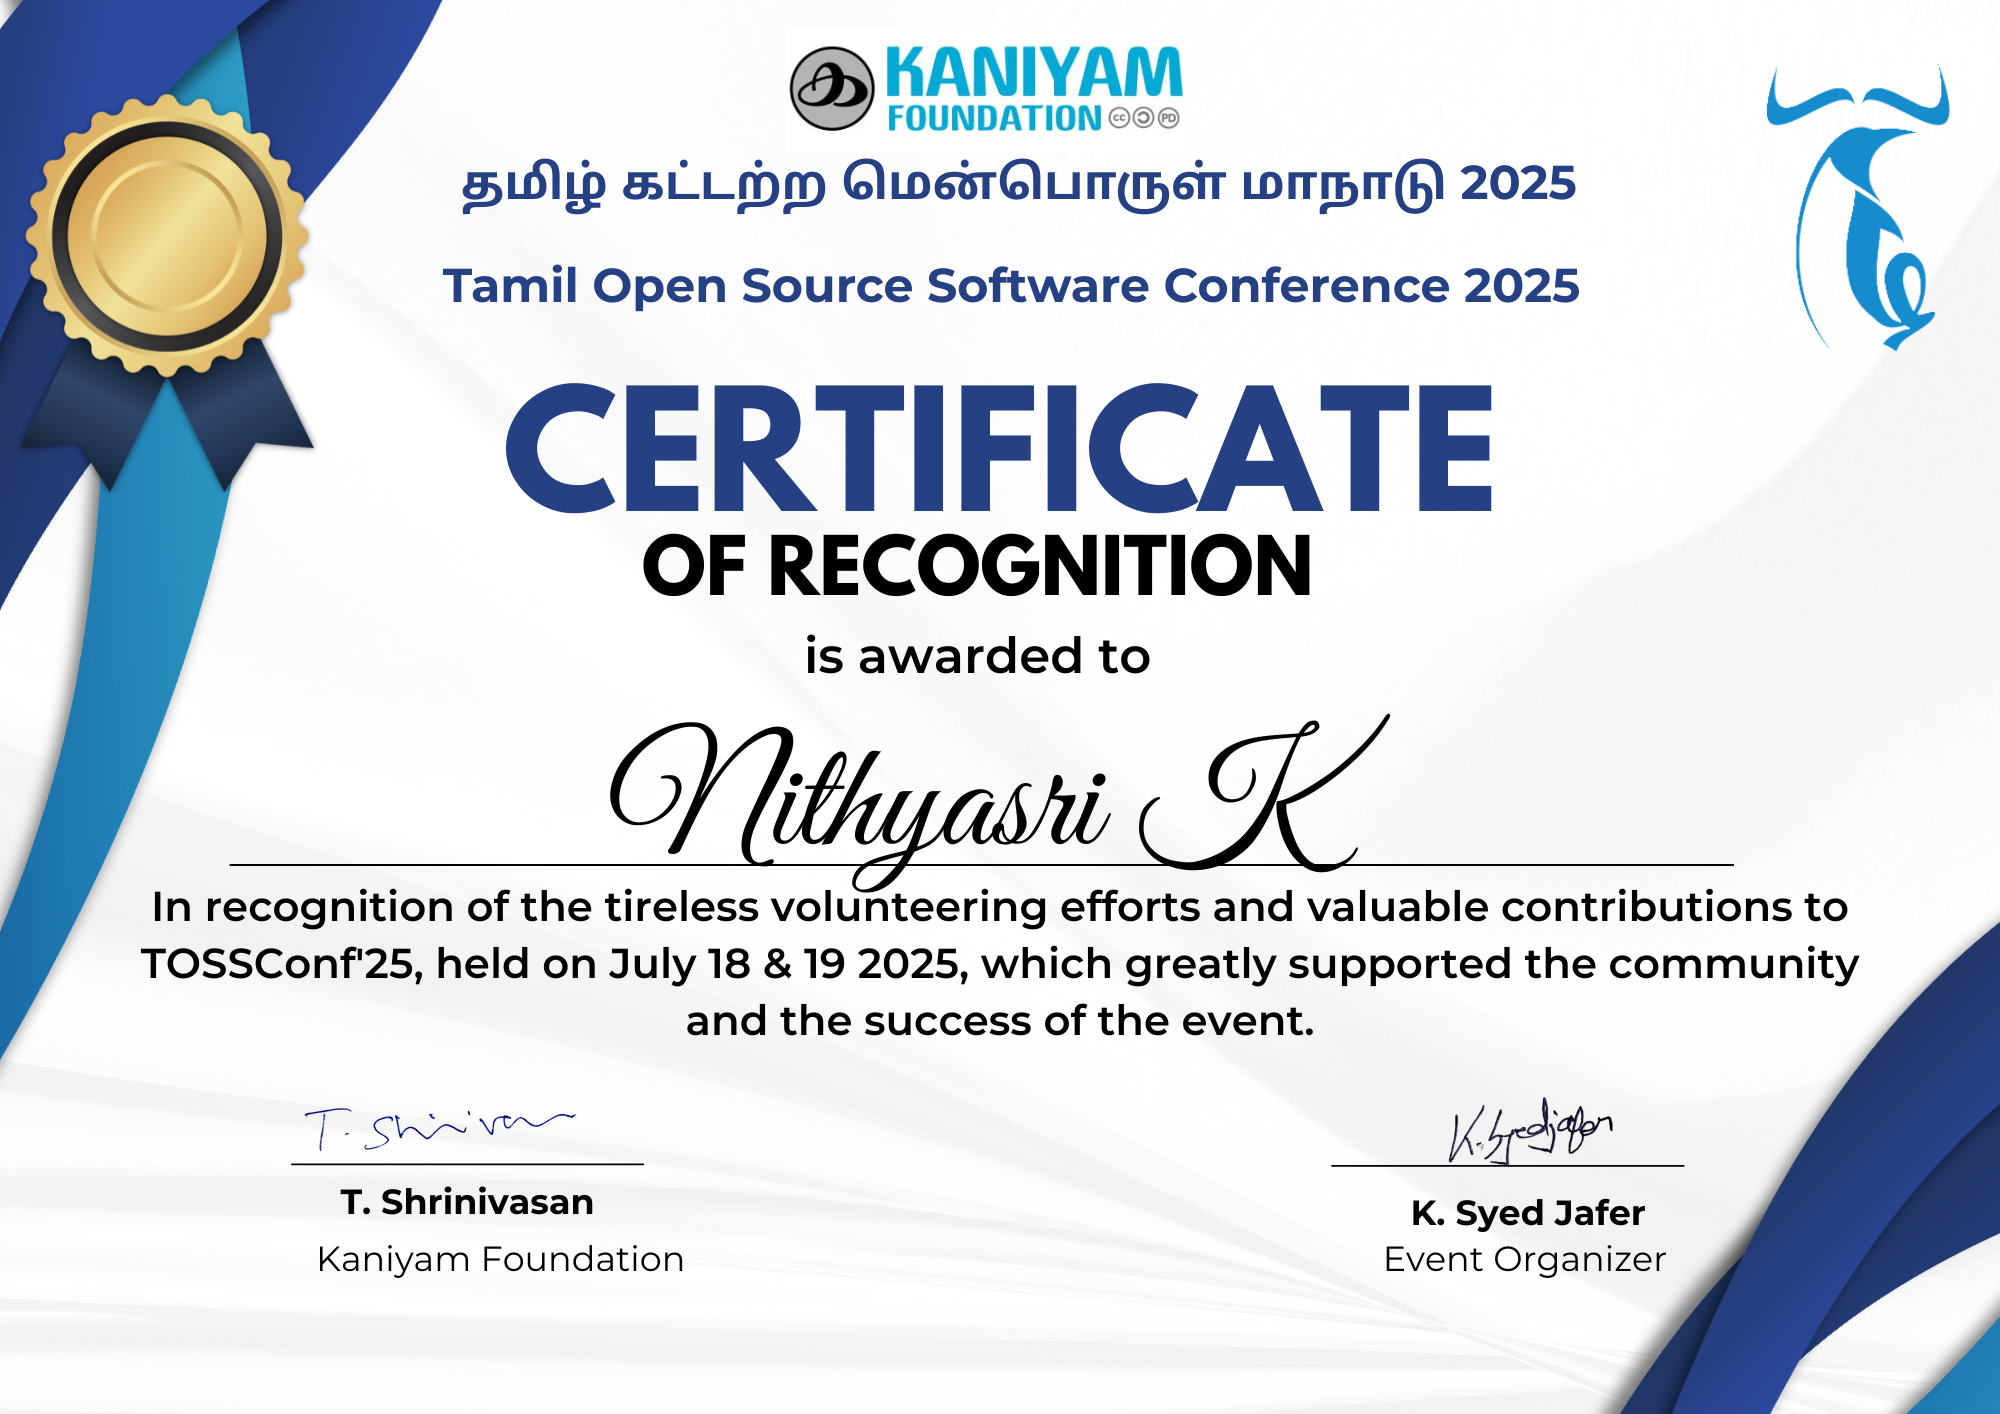 KANIYAM
FOUNDATION
தமிழ் கட்டற்ற மென்பொருள் மாநாடு 2025
Tamil Open Source Software Conference 2025
CERTIFICATE
OF RECOGNITION
is awarded to
Nithyasri K
In recognition of the tireless volunteering efforts and valuable contributions to
TOSSConf'25, held on July 18 & 19 2025, which greatly supported the community
and the success of the event.
T. Shrinivasan
Kaniyam Foundation
K. Syed Jafer
K. Syed Jafer
Event Organizer